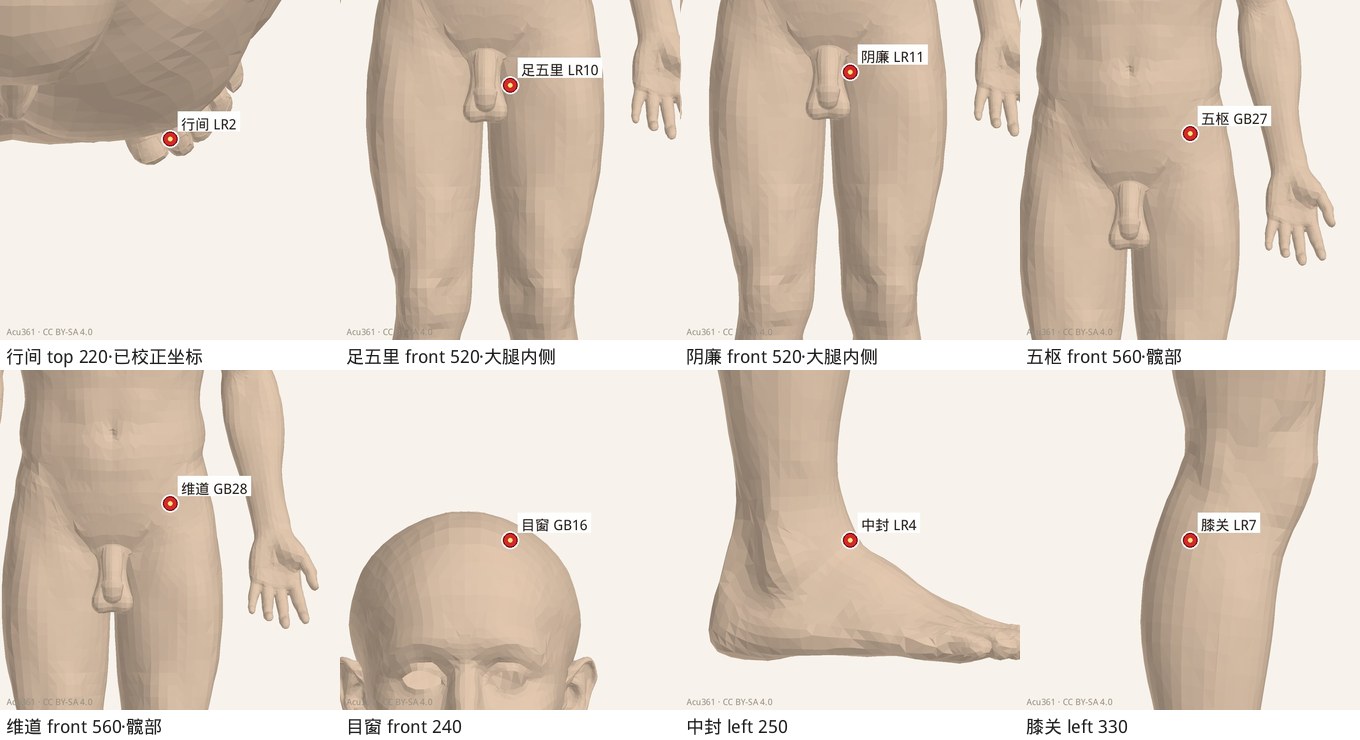 行间 LR2
足五里 LR10
阴廉 LR11
五枢 GB27
Acu361 · CC BY-SA 4.0
Acu361 · CC BY-SA 4.0
Acu361 · CC BY-SA 4.0
Acu361 · CC BY-SA 4.0
行间 top 220·已校正坐标
足五里 front 520·大腿内侧
阴廉 front 520·大腿内侧
五枢 front 560·髋部
维道 GB28
目窗 GB16
中封 LR4
膝关 LR7
Acu361 · CC BY-SA 4.0
Acu361 · CC BY-SA 4.0
Acu361 · CC BY-SA 4.0
Acu361 · CC BY-SA 4.0
维道 front 560·髋部
目窗 front 240
中封 left 250
膝关 left 330